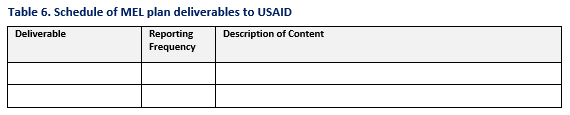 Table 6. Schedule of MEL plan deliverables to USAID
Deliverable Reporting Description of Content
Frequency